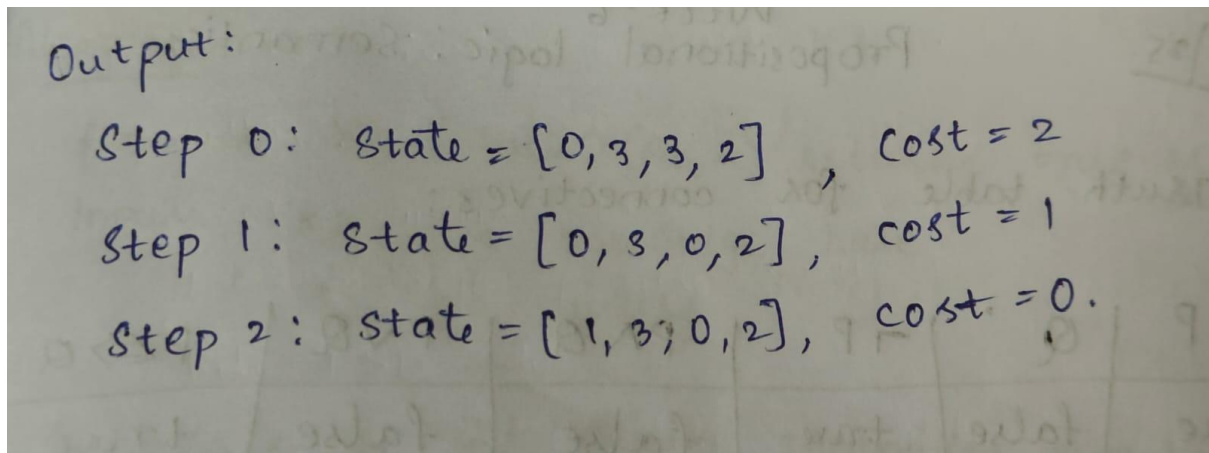 Output:
Step 0: State = [0, 3, 3, 2] , cost = 2
Step 1: State = [0, 3, 0, 2] , cost = 1
Step 2: State = [1, 3, 0, 2], cost = 0.